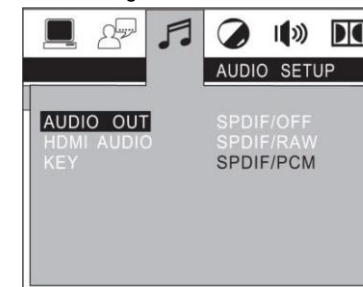 AUDIO SETUP
AUDIO OUT
HDMI AUDIO
KEY
SPDIF/OFF
SPDIF/RAW
SPDIF/PCM